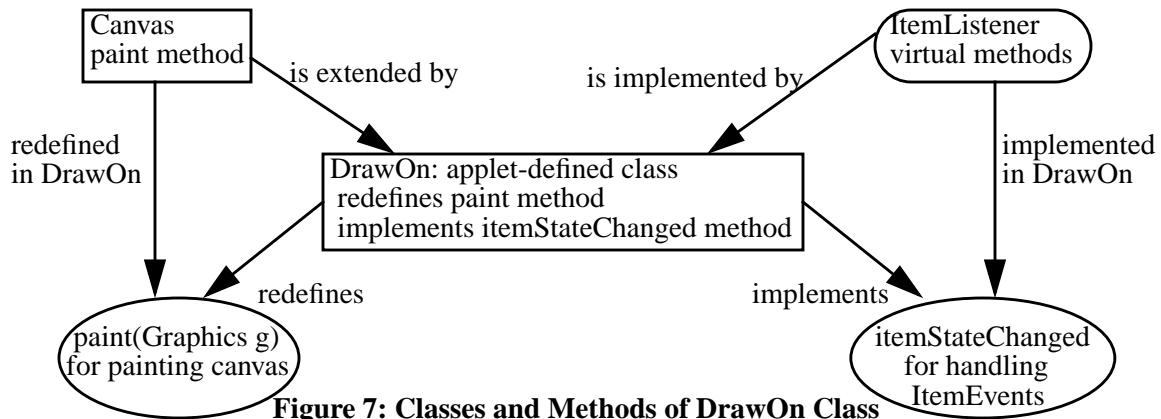 Canvas
paint method
ItemListener
virtual methods
is extended by
is implemented by
redefined
in DrawOn
implemented
in DrawOn
DrawOn: applet-defined class
redefines paint method
implements itemStateChanged method
redefines
implements
paint(Graphics g)
for painting canvas
itemStateChanged
for handling
ItemEvents
Figure 7: Classes and Methods of DrawOn Class